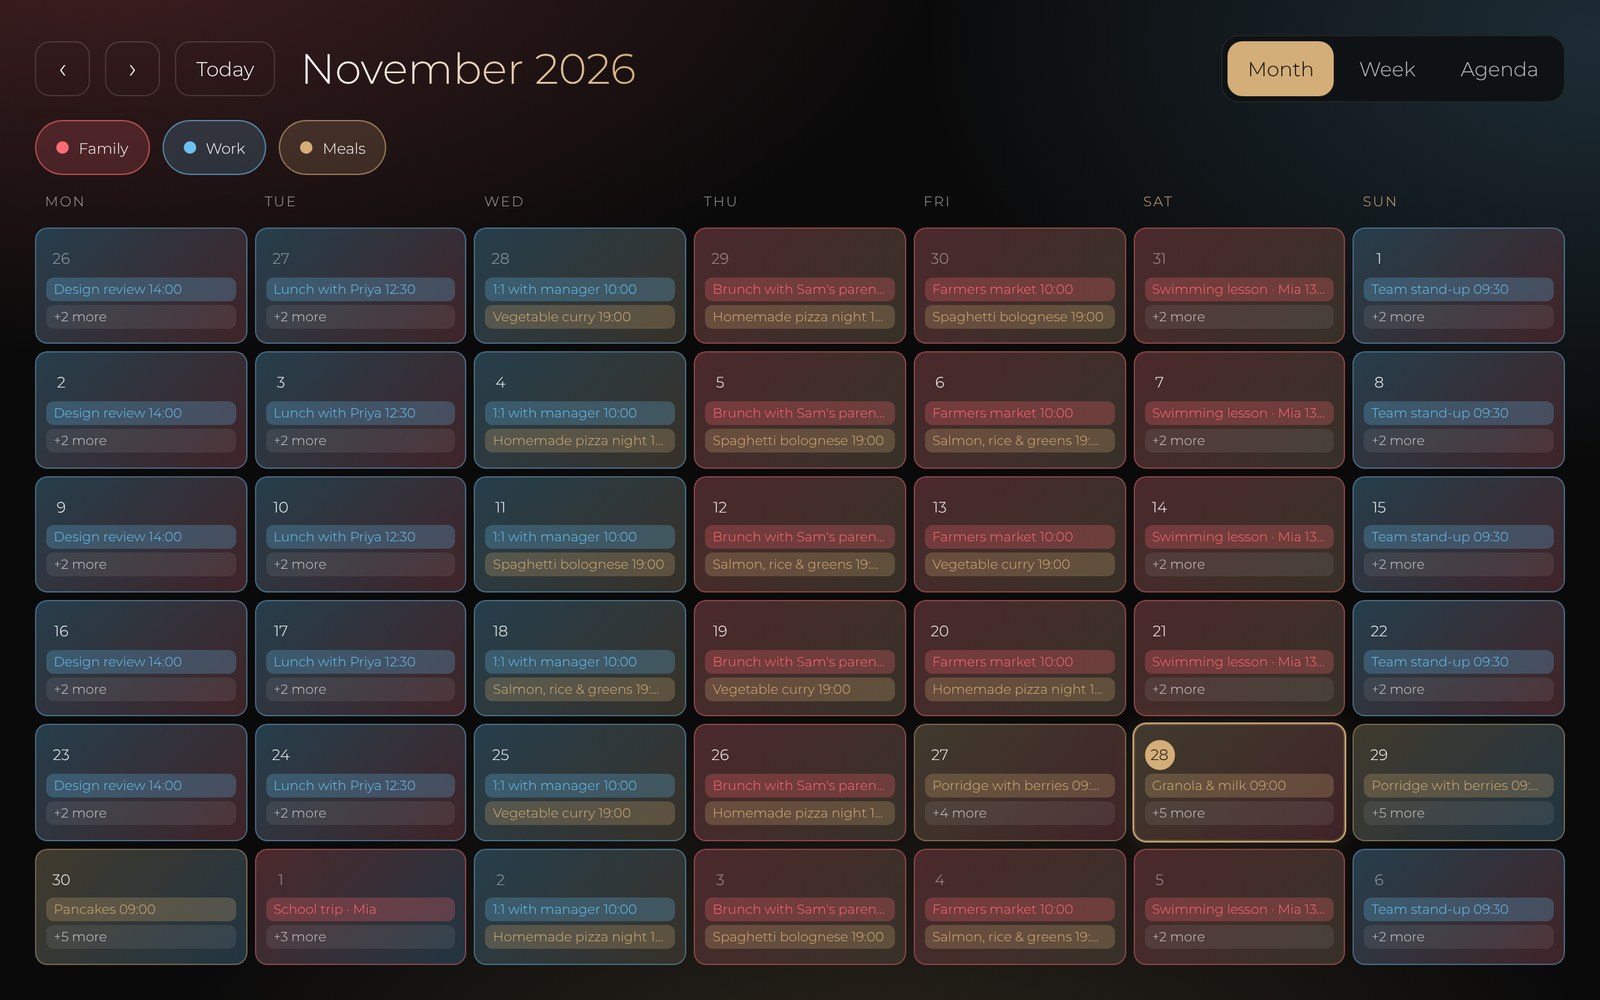 ‹ › Today November 2026 Month Week Agenda
Family Work Meals
MON TUE WED THU FRI SAT SUN
26 27 28 29 30 31 1
Design review 14:00 Lunch with Priya 12:30 1:1 with manager 10:00 Brunch with Sam's paren... Farmers market 10:00 Swimming lesson · Mia 13... Team stand-up 09:30
+2 more +2 more Vegetable curry 19:00 Homemade pizza night 1... Spaghetti bolognese 19:00 +2 more +2 more
2 3 4 5 6 7 8
Design review 14:00 Lunch with Priya 12:30 1:1 with manager 10:00 Brunch with Sam's paren... Farmers market 10:00 Swimming lesson · Mia 13... Team stand-up 09:30
+2 more +2 more Homemade pizza night 1... Spaghetti bolognese 19:00 Salmon, rice & greens 19:... +2 more +2 more
9 10 11 12 13 14 15
Design review 14:00 Lunch with Priya 12:30 1:1 with manager 10:00 Brunch with Sam's paren... Farmers market 10:00 Swimming lesson · Mia 13... Team stand-up 09:30
+2 more +2 more Spaghetti bolognese 19:00 Salmon, rice & greens 19:... Vegetable curry 19:00 +2 more +2 more
16 17 18 19 20 21 22
Design review 14:00 Lunch with Priya 12:30 1:1 with manager 10:00 Brunch with Sam's paren... Farmers market 10:00 Swimming lesson · Mia 13... Team stand-up 09:30
+2 more +2 more Salmon, rice & greens 19:... Vegetable curry 19:00 Homemade pizza night 1... +2 more +2 more
23 24 25 26 27 28 29
Design review 14:00 Lunch with Priya 12:30 1:1 with manager 10:00 Brunch with Sam's paren... Porridge with berries 09:... Granola & milk 09:00 Porridge with berries 09:...
+2 more +2 more Vegetable curry 19:00 Homemade pizza night 1... +4 more +5 more +5 more
30 1 2 3 4 5 6
Pancakes 09:00 School trip · Mia 1:1 with manager 10:00 Brunch with Sam's paren... Farmers market 10:00 Swimming lesson · Mia 13... Team stand-up 09:30
+5 more +3 more Homemade pizza night 1... Spaghetti bolognese 19:00 Salmon, rice & greens 19:... +2 more +2 more